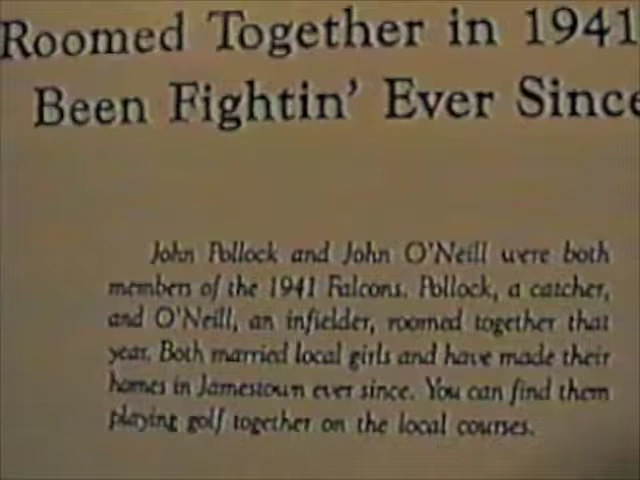 Roomed Together in 1941
Been Fightin' Ever Since
John Pollock and John O'Neill were both
members of the 1941 Falcons. Pollock, a catcher,
and O'Neill, an infielder, roomed together that
year. Both married local girls and have made their
homes in Jamestown ever since. You can find them
playing golf together on the local courses.